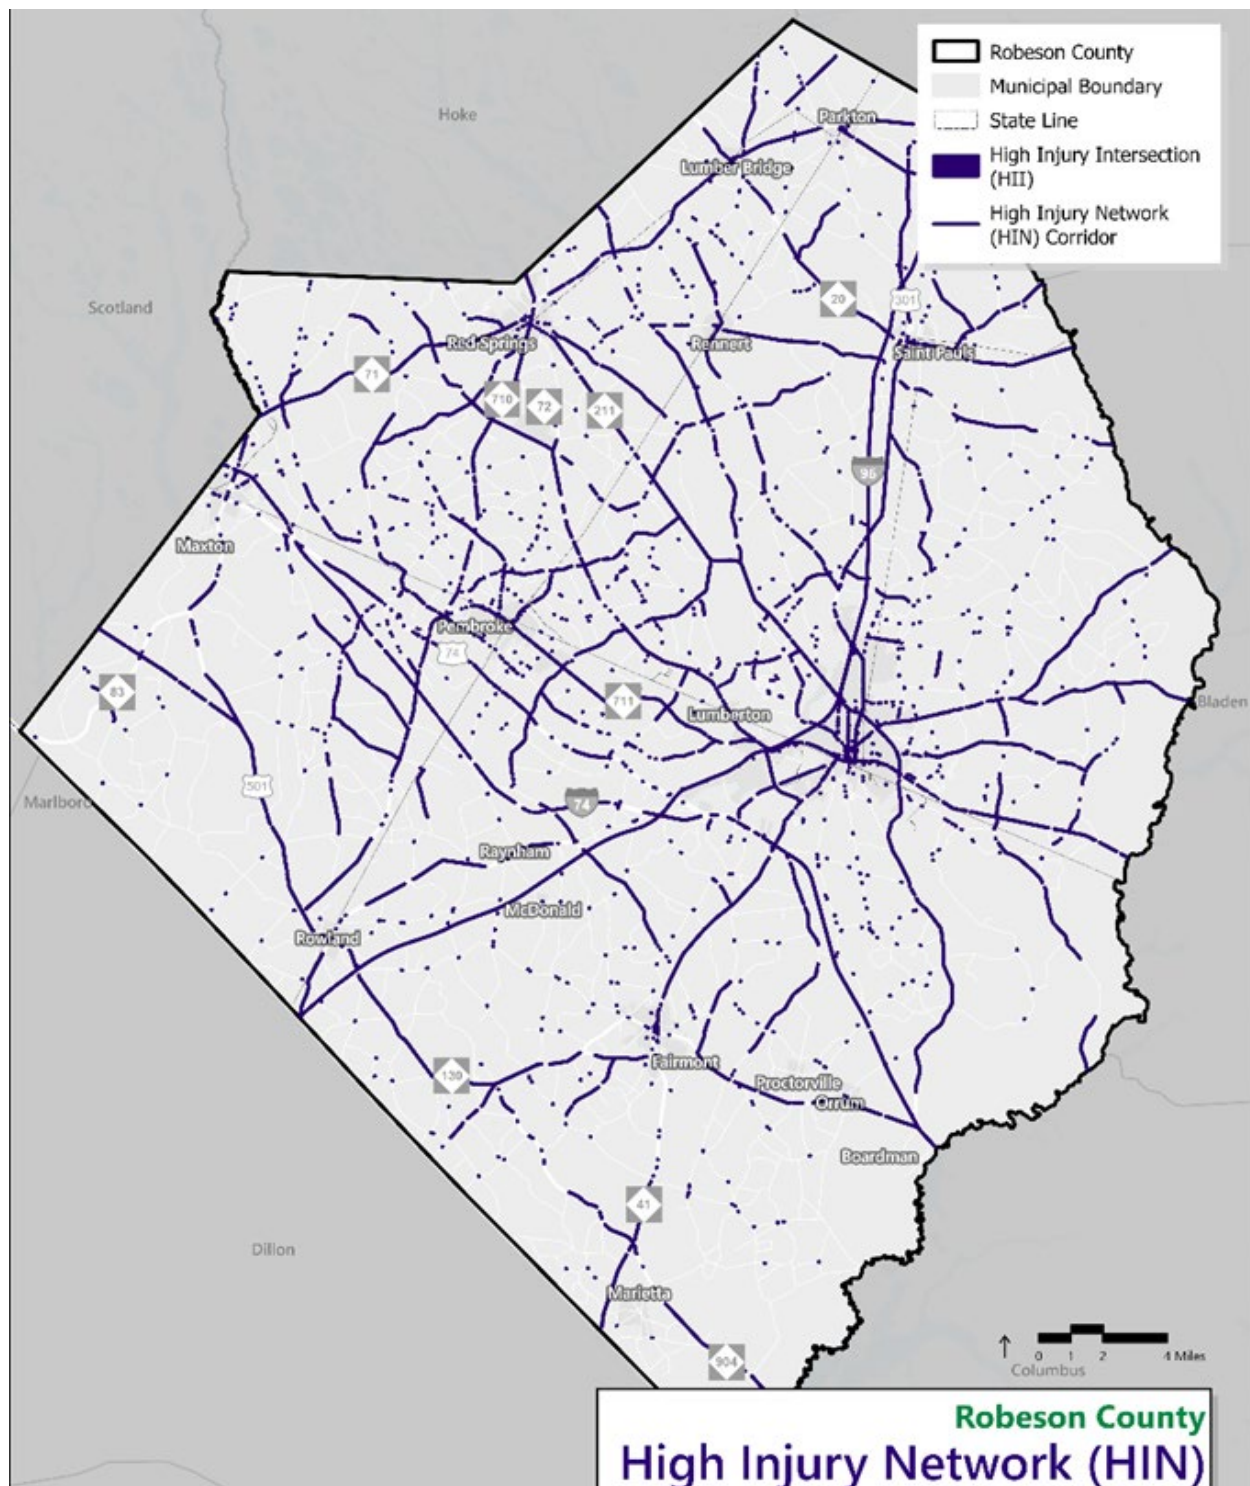 Robeson County
Municipal Boundary
State Line
High Injury Intersection
(HII)
High Injury Network
(HIN) Corridor
Hoke
Parkton
Lumber Bridge
Scotland
20
301
Red Springs
Rennert
Saint Pauls
71
710
72
211
95
Maxton
Pembroke
74
83
711
Lumberton
Bladen
501
Marlboro
74
Raynham
McDonald
Rowland
130
Fairmont
Proctorville
Orrum
Boardman
41
Dillon
Marietta
904
0 1 2 4 Miles
Columbus
Robeson County
High Injury Network (HIN)